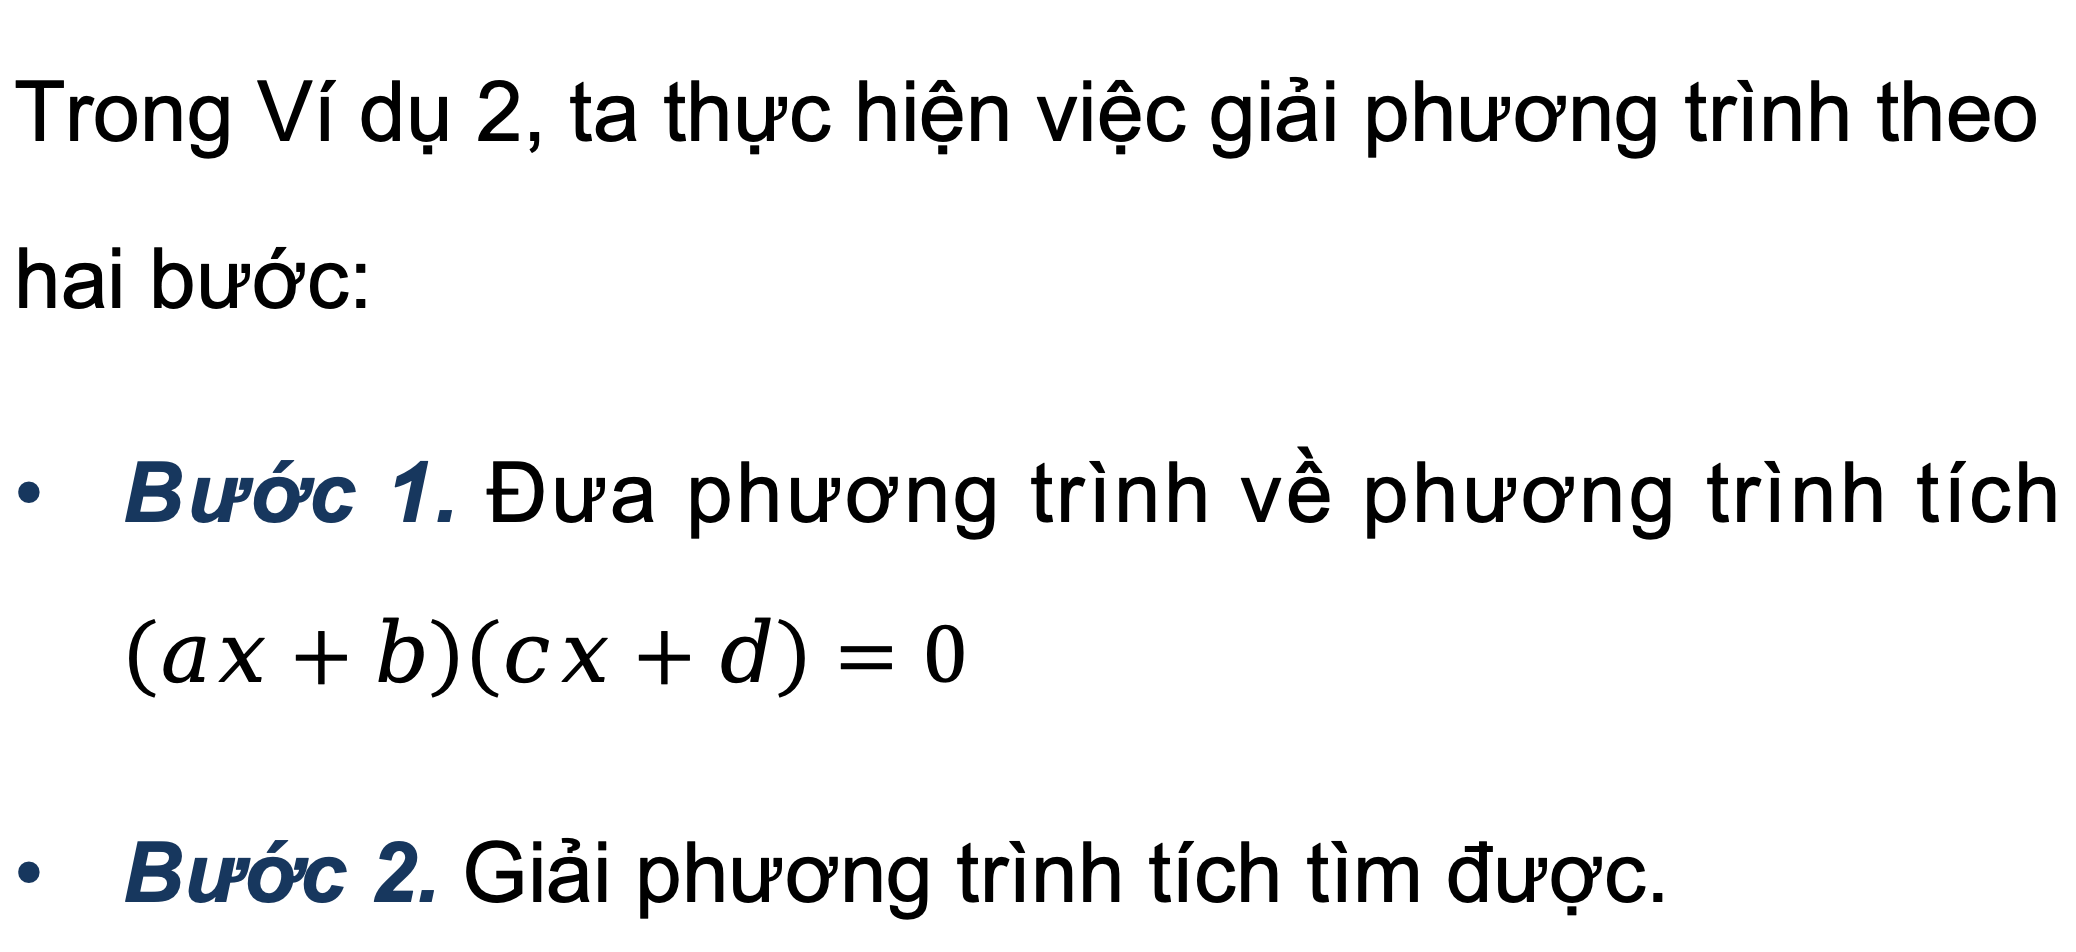 Trong Ví dụ 2, ta thực hiện việc giải phương trình theo
hai bước:
• Bước 1. Đưa phương trình về phương trình tích
(ax + b)(cx + d) = 0
• Bước 2. Giải phương trình tích tìm được.